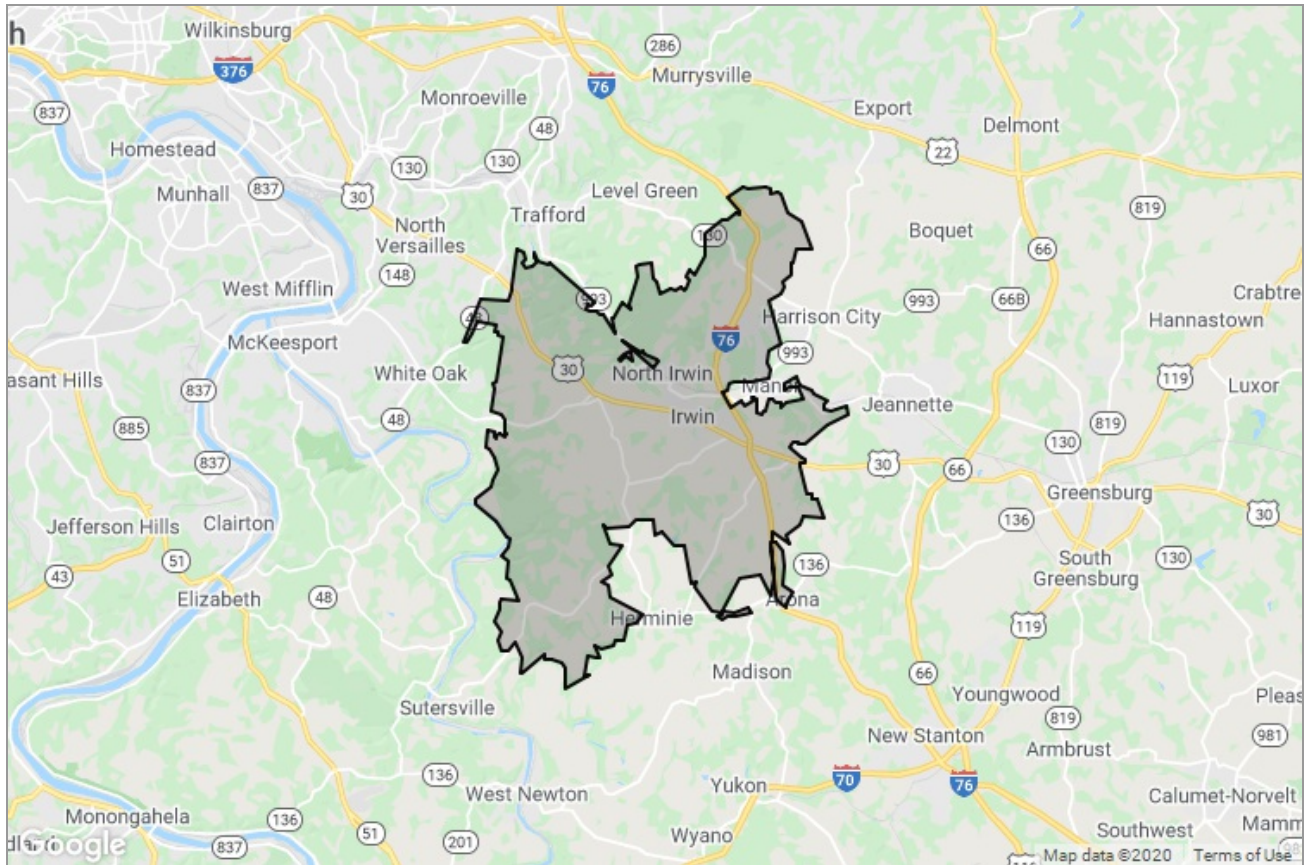 h
Wilkinsburg
376
286
76
Murrysville
837
Monroeville
Export
Delmont
48
22
Homestead
130
130
Munhall
837
30
Level Green
819
Trafford
North
Versailles
130
Boquet
66
148
West Mifflin
993
993
66B
Crabtre
48
Harrison City
Hannastown
McKeesport
76
993
White Oak
30
North Irwin
119
Luxor
837
Jeannette
48
Irwin
885
819
130
837
30
66
Greensburg
Jefferson Hills
Clairton
136
30
51
South
Greensburg
43
136
130
Elizabeth
48
Arona
Herminie
119
Madison
66
Youngwood
Sutersville
819
New Stanton
Armbrust
981
136
70
76
West Newton
Yukon
Calumet-Norvelt
Monongahela
136
51
201
Wyano
Southwest
837
Google
Map data ©2020
Terms of Use